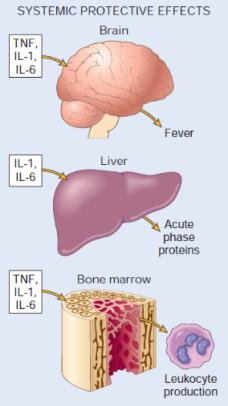 SYSTEMIC PROTECTIVE EFFECTS
Brain
TNF,
IL-1,
IL-6
Fever
Liver
IL-1,
IL-6
Acute
phase
proteins
Bone marrow
TNF,
IL-1,
IL-6
Leukocyte
production